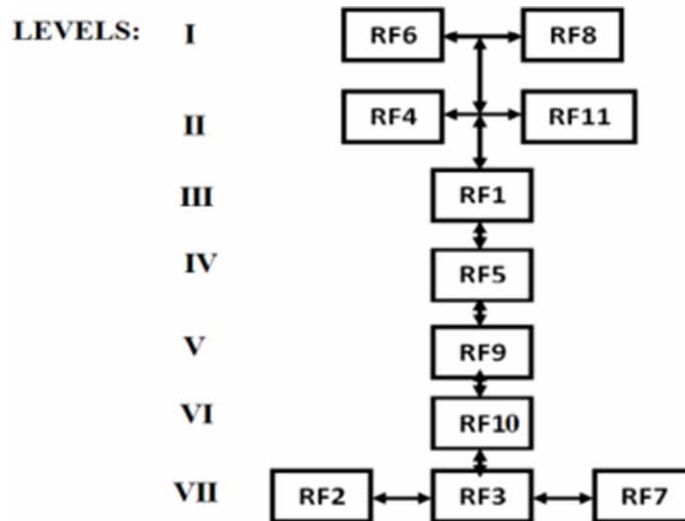 LEVELS: I RF6 RF8
II RF4 RF11
III RF1
IV RF5
V RF9
VI RF10
VII RF2 RF3 RF7